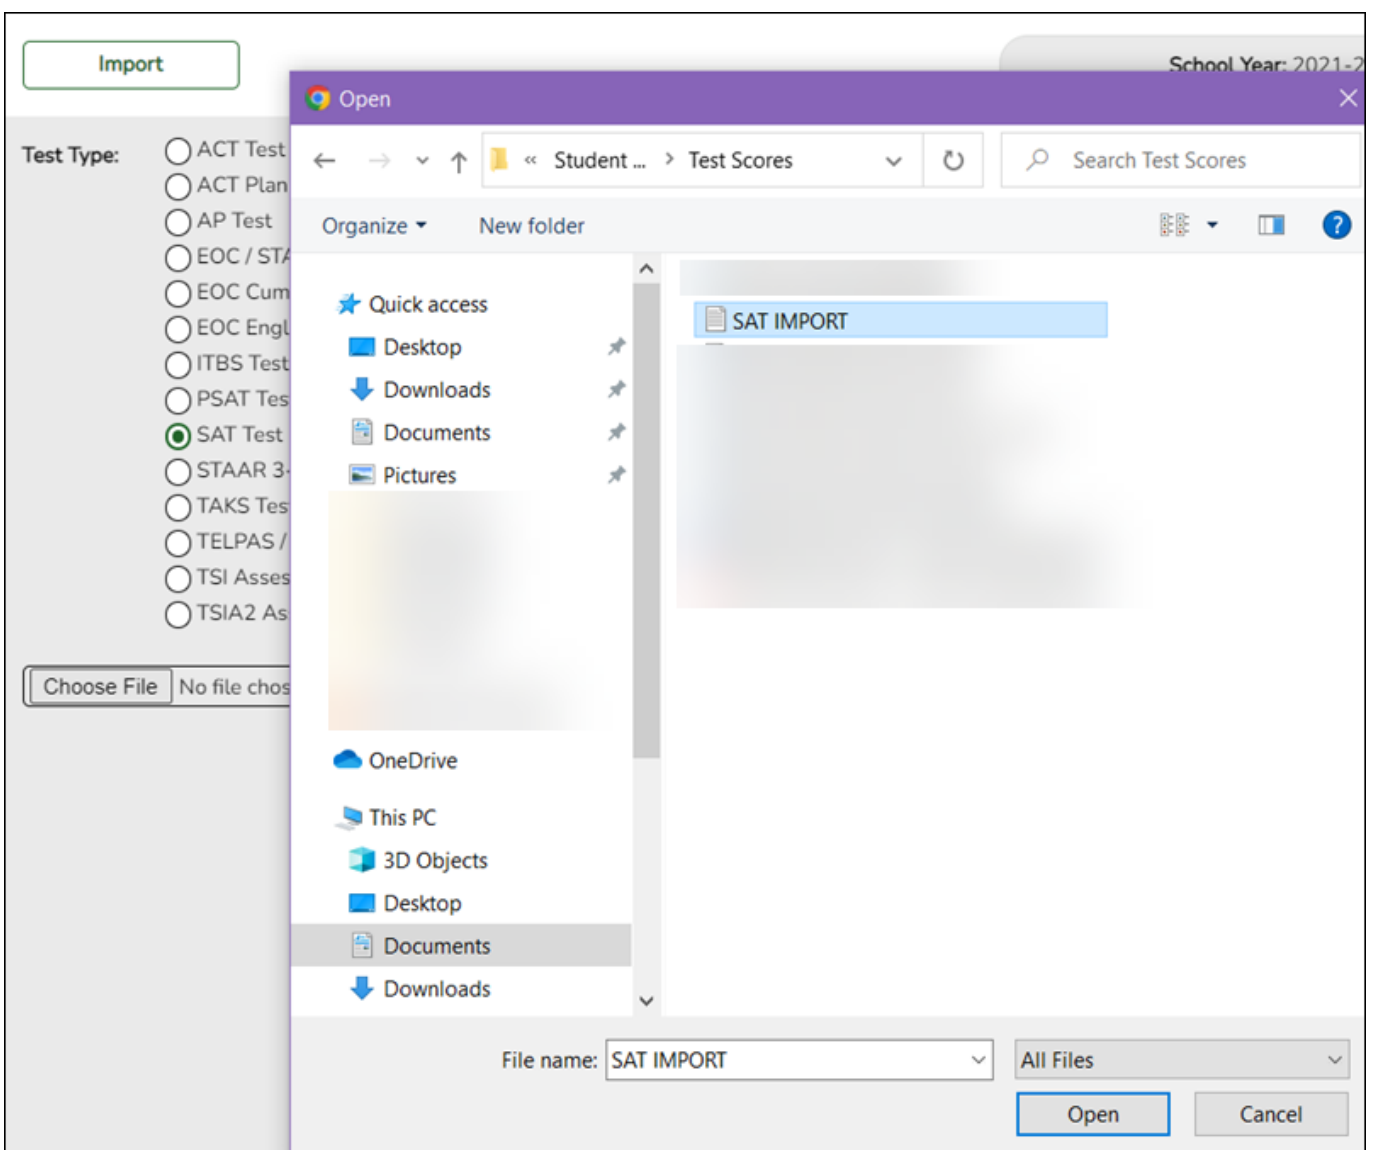 Import
School Year: 2021-2
Open
Test Type:
ACT Test
ACT Plan
AP Test
EOC / STA
EOC Cum
EOC Engl
ITBS Test
PSAT Tes
SAT Test
STAAR 3-
TAKS Tes
TELPAS /
TSI Asses
TSIA2 As
Choose File No file chos
« Student ... > Test Scores
Search Test Scores
Organize
New folder
?
Quick access
Desktop
Downloads
Documents
Pictures
OneDrive
This PC
3D Objects
Desktop
Documents
Downloads
SAT IMPORT
File name: SAT IMPORT
All Files
Open
Cancel